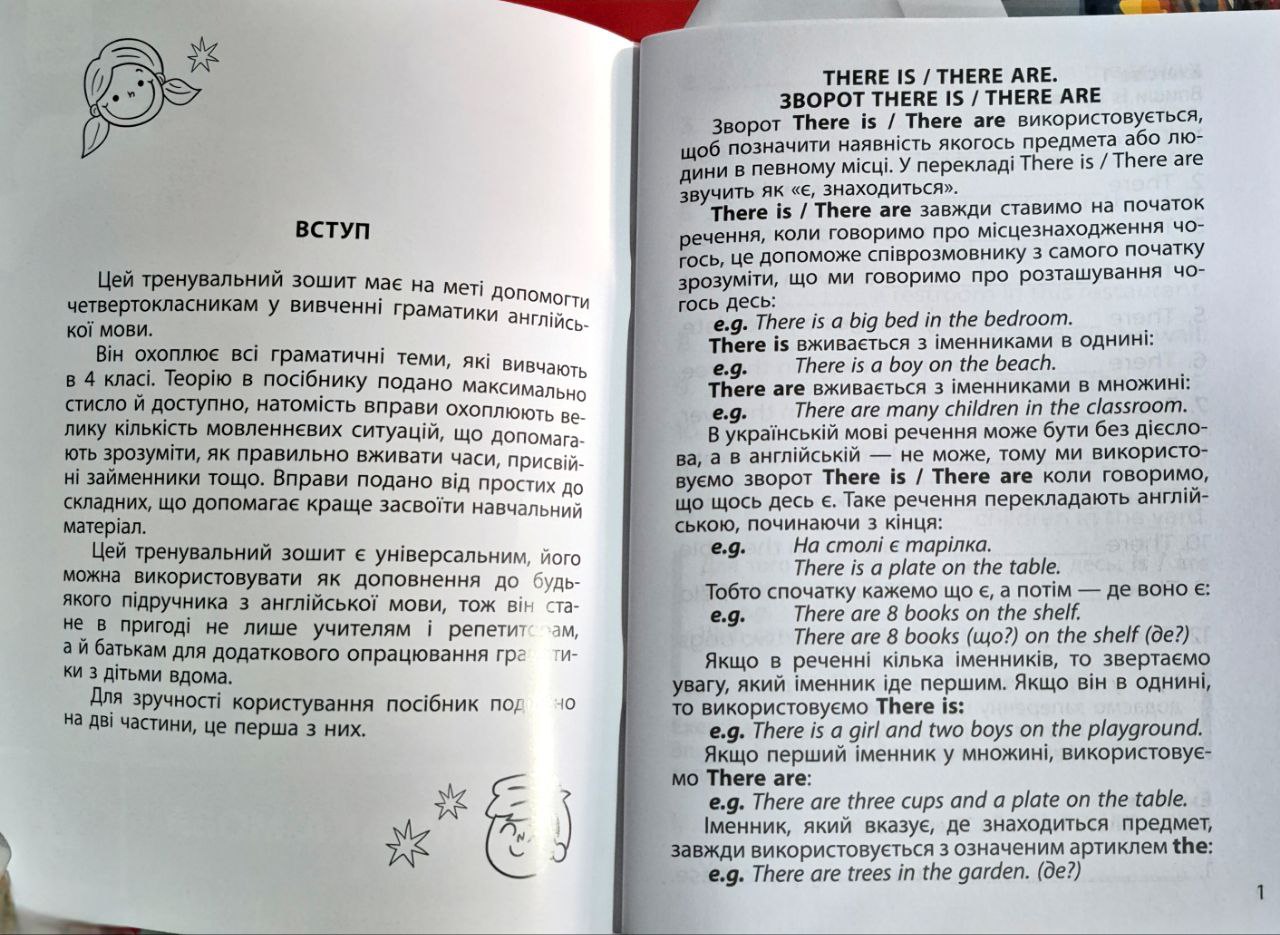 ВСТУП
Цей тренувальний зошит має на меті допомогти
четвертокласникам у вивченні граматики англійсь-
кої мови.
Він охоплює всі граматичні теми, які вивчають
в 4 класі. Теорію в посібнику подано максимально
стисло й доступно, натомість вправи охоплюють ве-
лику кількість мовленнєвих ситуацій, що допомага-
ють зрозуміти, як правильно вживати часи, присвій-
ні займенники тощо. Вправи подано від простих до
складних, що допомагає краще засвоїти навчальний
матеріал.
Цей тренувальний зошит є універсальним, його
можна використовувати як доповнення до будь-
якого підручника з англійської мови, тож він ста-
не в пригоді не лише учителям і репетиторам,
а й батькам для додаткового опрацювання грамати-
ки з дітьми вдома.
Для зручності користування посібник поділено
на дві частини, це перша з них.
THERE IS / THERE ARE.
ЗВОРОТ THERE IS / THERE ARE
Зворот There is / There are використовується,
щоб позначити наявність якогось предмета або лю-
дини в певному місці. У перекладі There is / There are
звучить як «є, знаходиться».
There is / There are завжди ставимо на початок
речення, коли говоримо про місцезнаходження чо-
гось, це допоможе співрозмовнику з самого початку
зрозуміти, що ми говоримо про розташування чо-
гось десь:
e.g. There is a big bed in the bedroom.
There is вживається з іменниками в однині:
e.g. There is a boy on the beach.
There are вживається з іменниками в множині:
e.g. There are many children in the classroom.
В українській мові речення може бути без дієсло-
ва, а в англійській — не може, тому ми використо-
вуємо зворот There is / There are коли говоримо,
що щось десь є. Таке речення перекладають англій-
ською, починаючи з кінця:
e.g. На столі є тарілка.
There is a plate on the table.
Тобто спочатку кажемо що є, а потім — де воно є:
e.g. There are 8 books on the shelf.
There are 8 books (що?) on the shelf (де?)
Якщо в реченні кілька іменників, то звертаємо
увагу, який іменник іде першим. Якщо він в однині,
то використовуємо There is:
e.g. There is a girl and two boys on the playground.
Якщо перший іменник у множині, використовує-
мо There are:
e.g. There are three cups and a plate on the table.
Іменник, який вказує, де знаходиться предмет,
завжди використовується з означеним артиклем the:
e.g. There are trees in the garden. (де?)
1